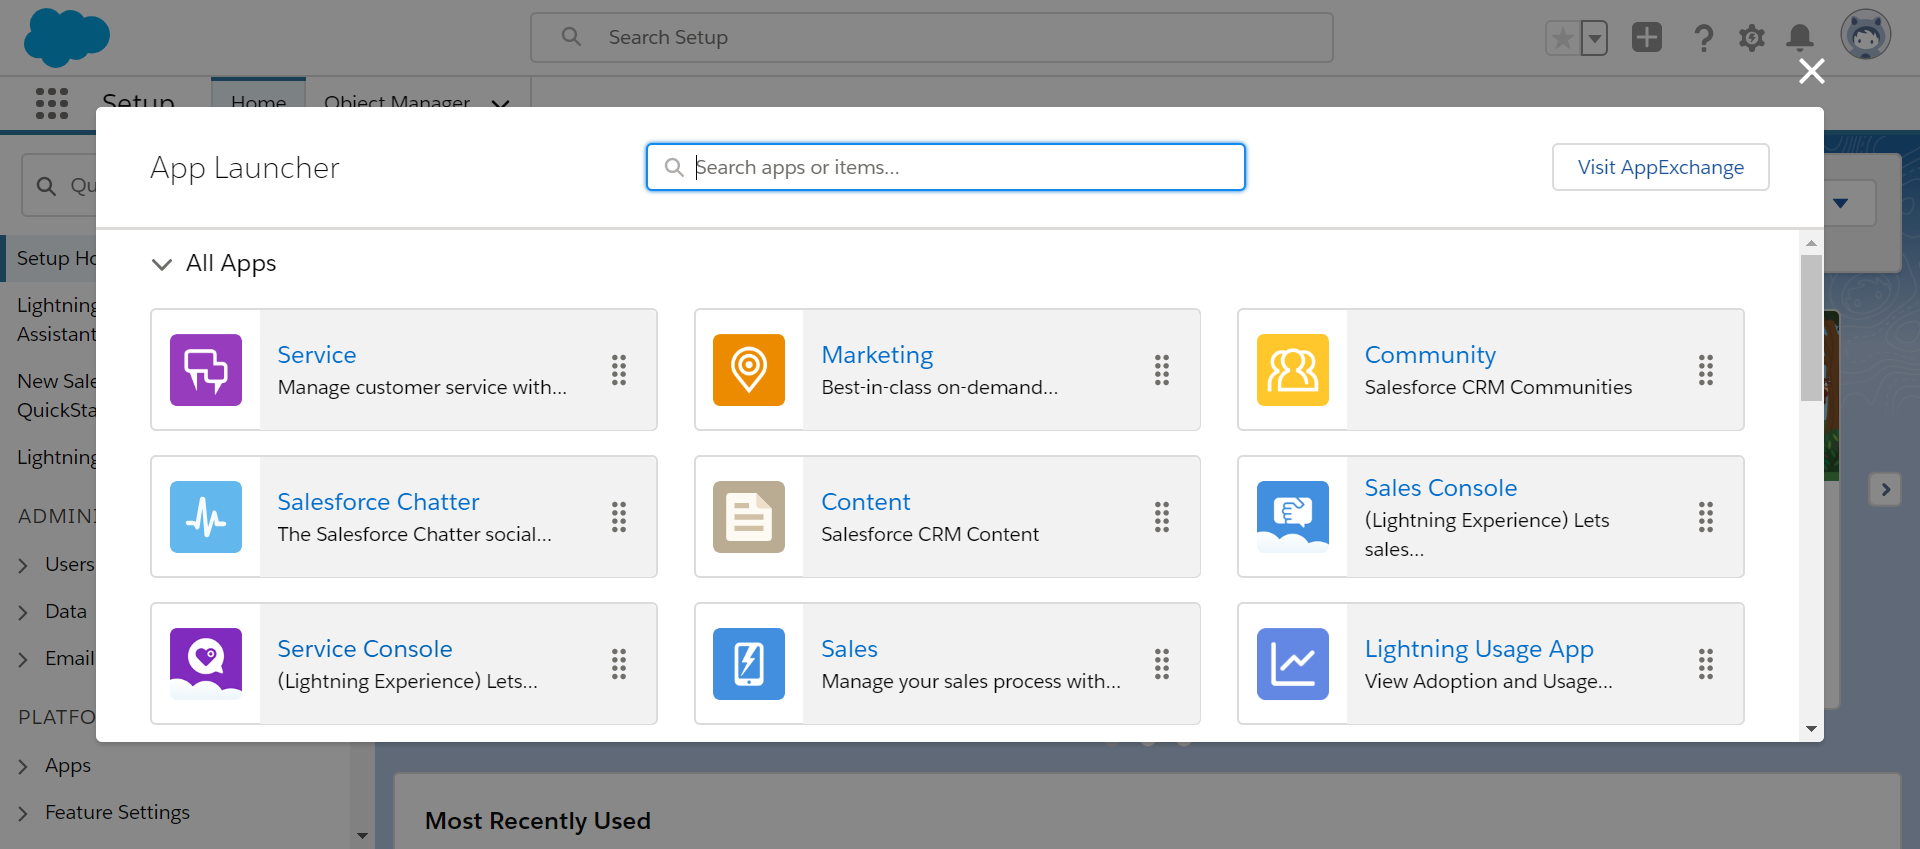 Search Setup
Setup
Home
Object Manager
App Launcher
Search apps or items...
Visit AppExchange
Qu
All Apps
Setup Ho
Lightning
Assistant
New Sale
QuickSta
Lightning
ADMINI
Users
Data
Email
PLATFO
Apps
Feature Settings
Service
Manage customer service with...
Marketing
Best-in-class on-demand...
Community
Salesforce CRM Communities
Salesforce Chatter
The Salesforce Chatter social...
Content
Salesforce CRM Content
Sales Console
(Lightning Experience) Lets
sales...
Service Console
(Lightning Experience) Lets...
Sales
Manage your sales process with...
Lightning Usage App
View Adoption and Usage...
Most Recently Used